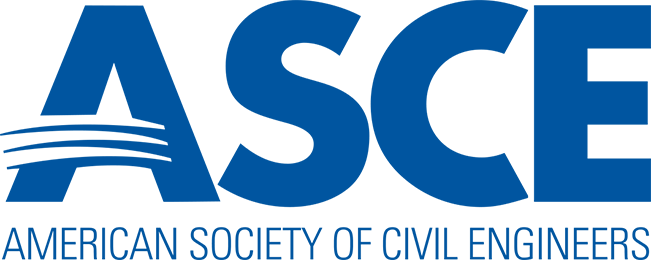 ASCE
AMERICAN SOCIETY OF CIVIL ENGINEERS